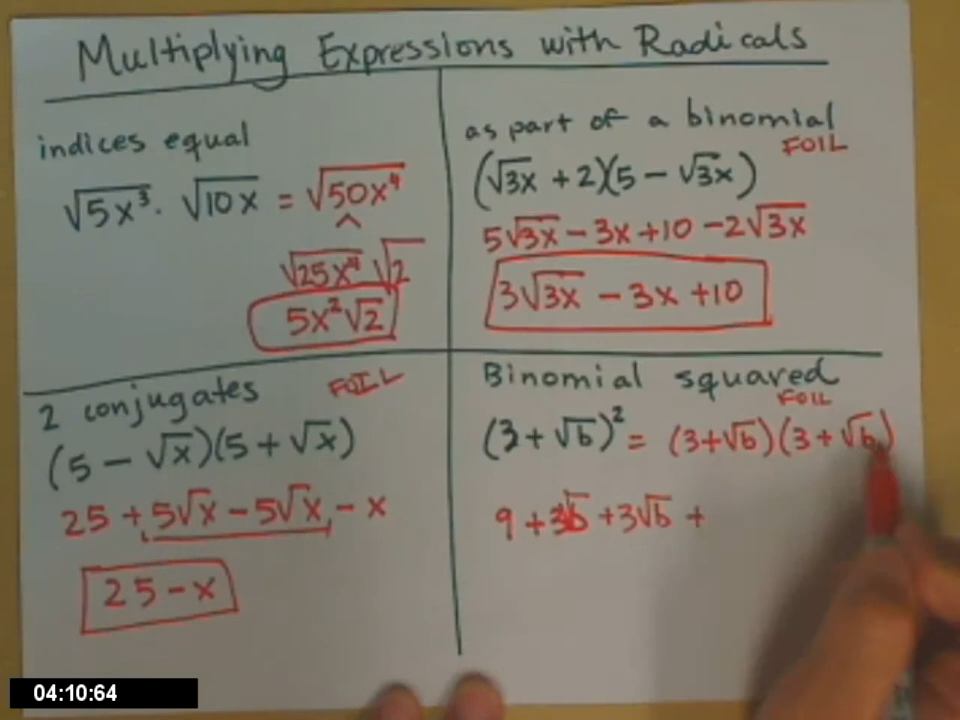 Multiplying Expressions with Radicals
indices equal
√5x³ · √10x = √50x⁴
√25x⁴ √2
5x²√2
as part of a binomial
FOIL
(√3x + 2)(5 − √3x)
5√3x − 3x + 10 − 2√3x
3√3x − 3x + 10
2 conjugates FOIL
(5 − √x)(5 + √x)
25 + 5√x − 5√x − x
25 − x
Binomial squared
FOIL
(3 + √b)² = (3 + √b)(3 + √b)
9 + 3√b + 3√b +
04:10:64